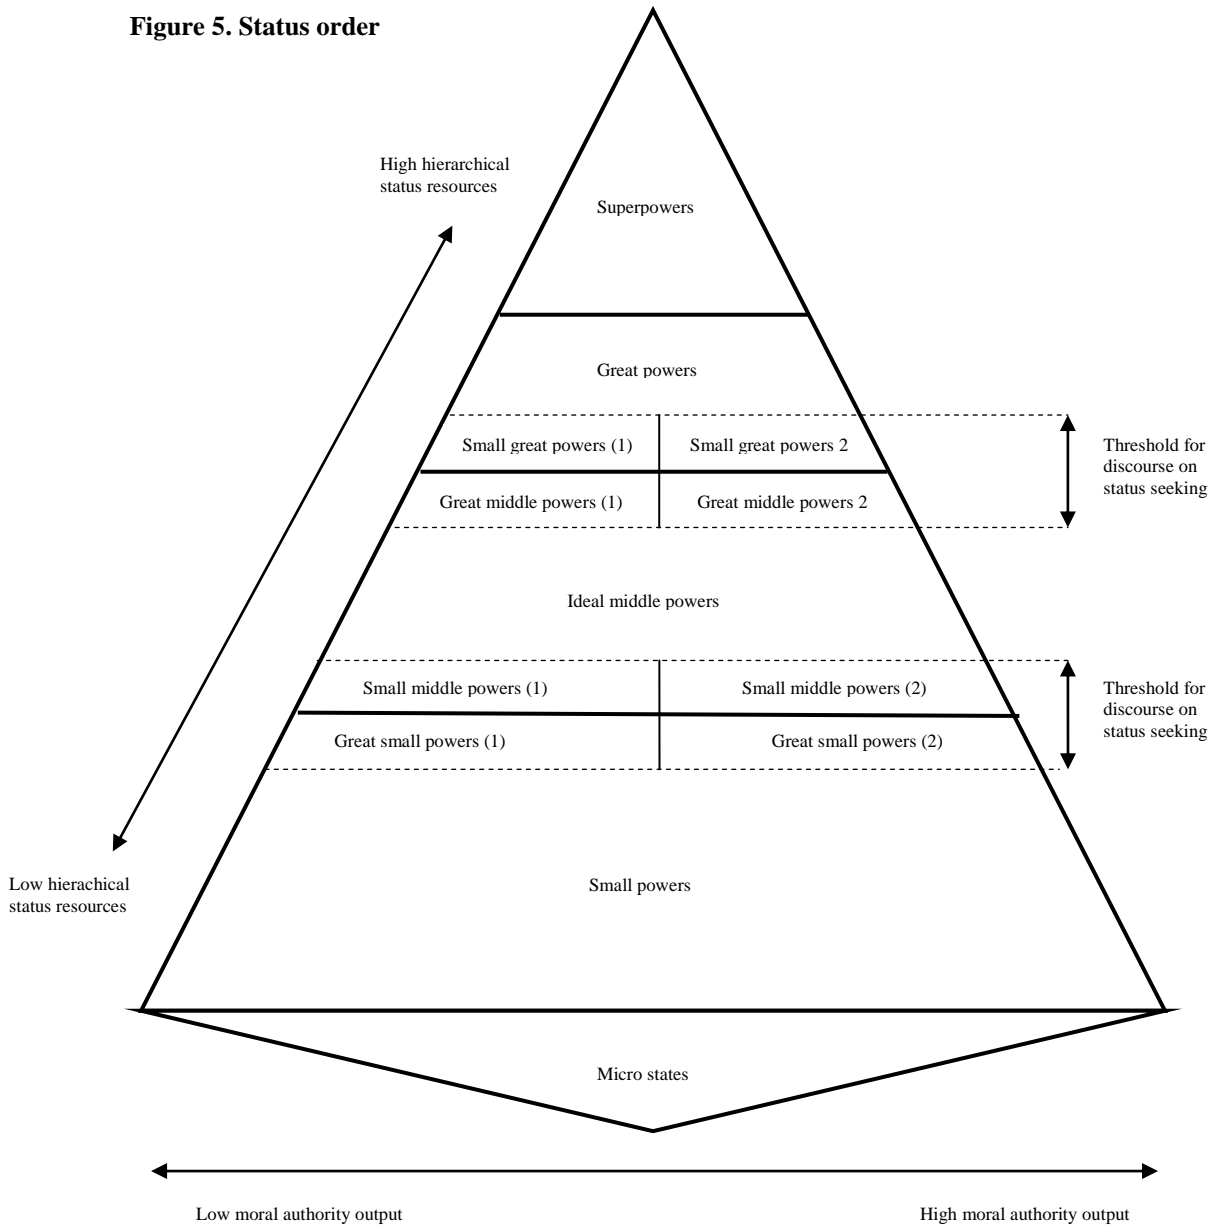 Figure 5. Status order
High hierarchical
status resources
Superpowers
Great powers
Small great powers (1)
Small great powers 2
Threshold for
discourse on
status seeking
Great middle powers (1)
Great middle powers 2
Ideal middle powers
Small middle powers (1)
Small middle powers (2)
Threshold for
discourse on
status seeking
Great small powers (1)
Great small powers (2)
Low hierachical
status resources
Small powers
Micro states
Low moral authority output
High moral authority output